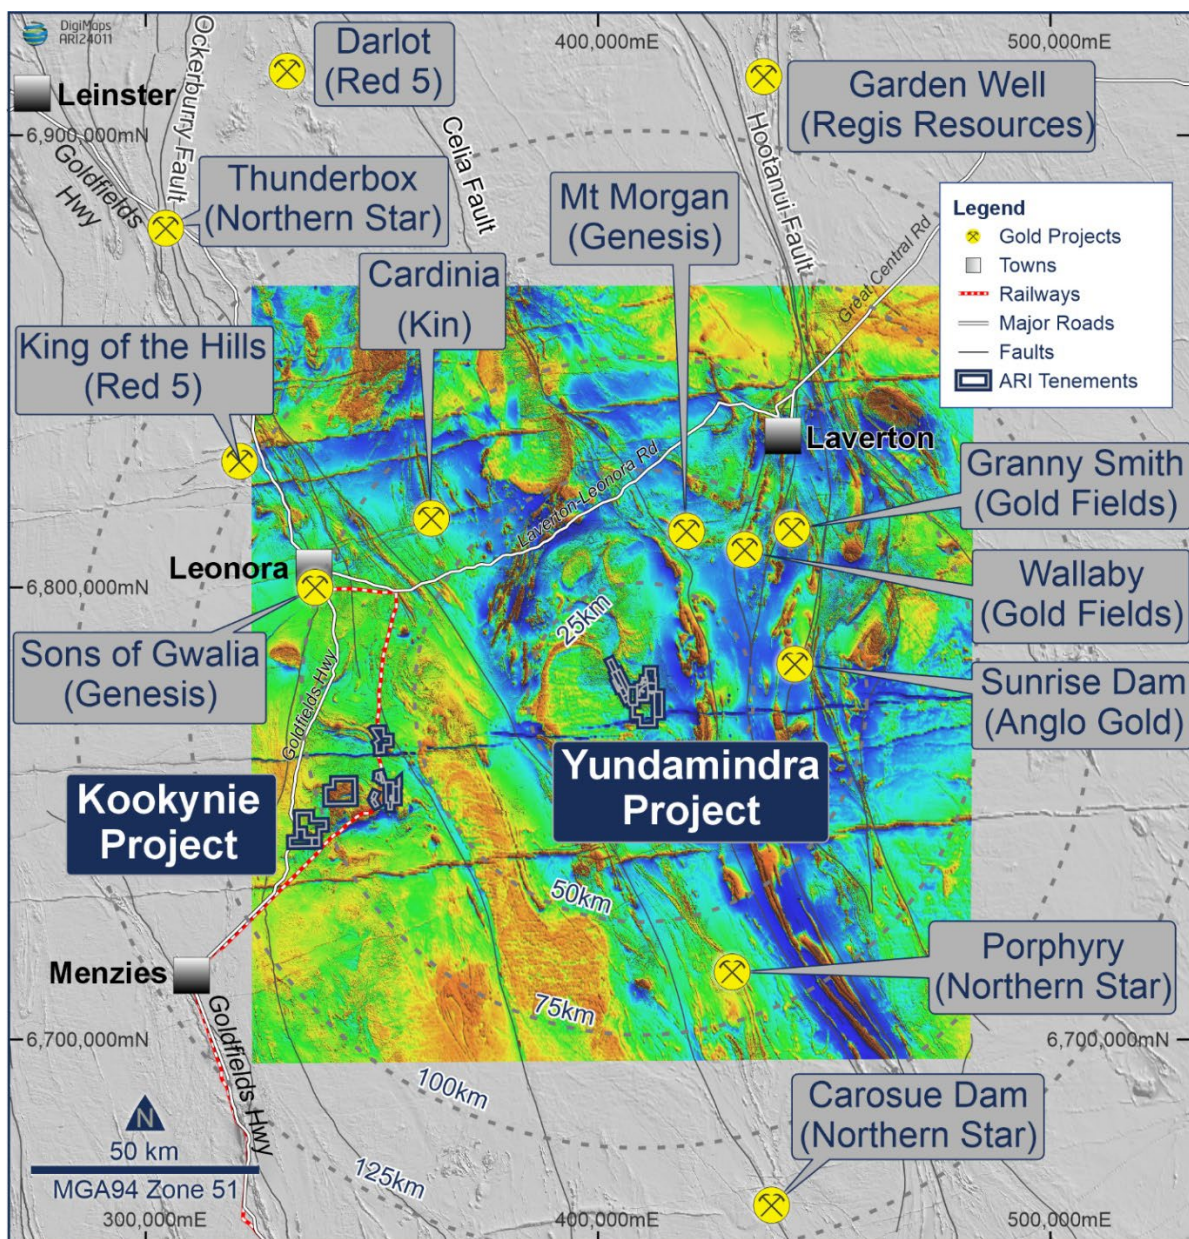 DigiMaps
ARI24011
Ockerburry Fault
Darlot
(Red 5)
400,000mE
500,000mE
Leinster
Garden Well
(Regis Resources)
6,900,000mN
Goldfields
Hwy
Celia Fault
Hootanui Fault
Thunderbox
(Northern Star)
Mt Morgan
(Genesis)
Great Central Rd
Legend
Gold Projects
Towns
Railways
Major Roads
Faults
ARI Tenements
Cardinia
(Kin)
King of the Hills
(Red 5)
Laverton
Laverton-Leonora Rd
Granny Smith
(Gold Fields)
Leonora
6,800,000mN
Wallaby
(Gold Fields)
25km
Sons of Gwalia
(Genesis)
Goldfields Hwy
Sunrise Dam
(Anglo Gold)
Kookynie
Project
Yundamindra
Project
50km
Menzies
Porphyry
(Northern Star)
75km
Goldfields Hwy
6,700,000mN
6,700,000mN
100km
Carosue Dam
(Northern Star)
N
50 km
MGA94 Zone 51
125km
300,000mE
400,000mE
500,000mE